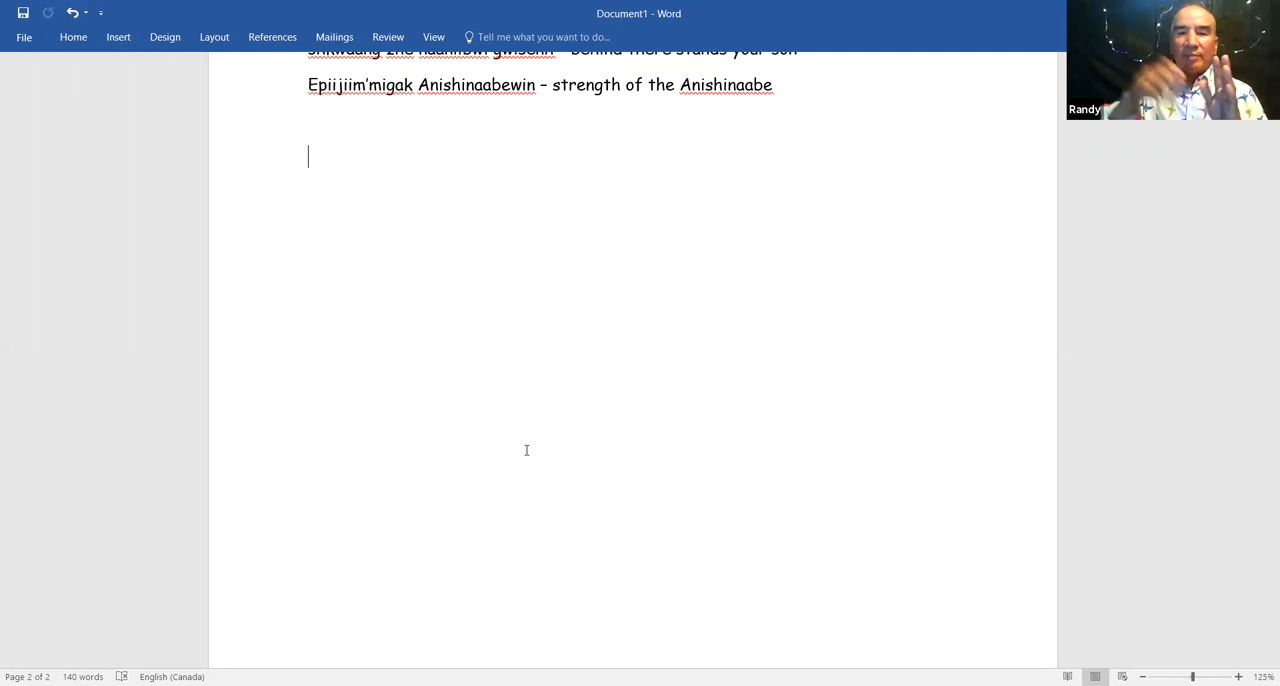 Document1 - Word
File Home Insert Design Layout References Mailings Review View Tell me what you want to do...
behind there stands your son
Epiijiim'migak Anishinaabewin – strength of the Anishinaabe
Randy
Page 2 of 2 140 words English (Canada) 125%